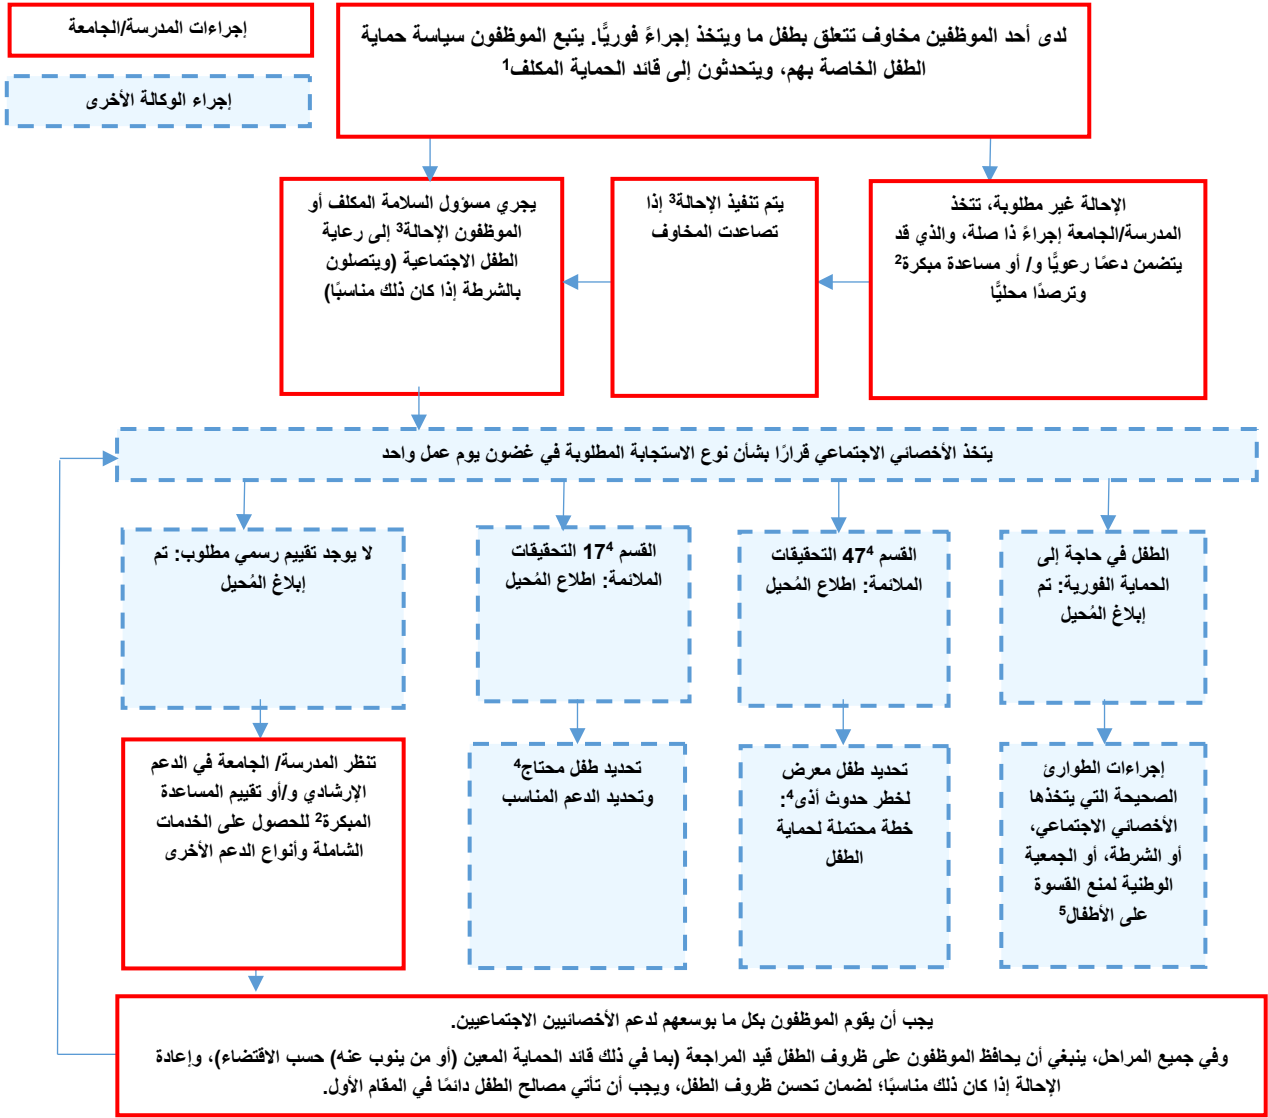 إجراءات المدرسة/الجامعة
إجراء الوكالة الأخرى
لدى أحد الموظفين مخاوف تتعلق بطفل ما ويتخذ إجراءً فوريًّا. يتبع الموظفون سياسة حماية
الطفل الخاصة بهم، ويتحدثون إلى قائد الحماية المكلف¹
الإحالة غير مطلوبة، تتخذ
المدرسة/الجامعة إجراءً ذا صلة، والذي قد
يتضمن دعمًا رعويًّا و/ أو مساعدة مبكرة²
وترصدًا محليًّا
يتم تنفيذ الإحالة³ إذا
تصاعدت المخاوف
يجري مسؤول السلامة المكلف أو
الموظفون الإحالة³ إلى رعاية
الطفل الاجتماعية (ويتصلون
بالشرطة إذا كان ذلك مناسبًا)
يتخذ الأخصائي الاجتماعي قرارًا بشأن نوع الاستجابة المطلوبة في غضون يوم عمل واحد
الطفل في حاجة إلى
الحماية الفورية: تم
إبلاغ المُحيل
القسم 47⁴ التحقيقات
الملائمة: اطلاع المُحيل
القسم 17⁴ التحقيقات
الملائمة: اطلاع المُحيل
لا يوجد تقييم رسمي مطلوب: تم
إبلاغ المُحيل
إجراءات الطوارئ
الصحيحة التي يتخذها
الأخصائي الاجتماعي،
أو الشرطة، أو الجمعية
الوطنية لمنع القسوة
على الأطفال⁵
تحديد طفل معرض
لخطر حدوث أذى⁴:
خطة محتملة لحماية
الطفل
تحديد طفل محتاج⁴
وتحديد الدعم المناسب
تنظر المدرسة/ الجامعة في الدعم
الإرشادي و/أو تقييم المساعدة
المبكرة² للحصول على الخدمات
الشاملة وأنواع الدعم الأخرى
يجب أن يقوم الموظفون بكل ما بوسعهم لدعم الأخصائيين الاجتماعيين.
وفي جميع المراحل، ينبغي أن يحافظ الموظفون على ظروف الطفل قيد المراجعة (بما في ذلك قائد الحماية المعين (أو من ينوب عنه) حسب الاقتضاء)، وإعادة
الإحالة إذا كان ذلك مناسبًا؛ لضمان تحسن ظروف الطفل، ويجب أن تأتي مصالح الطفل دائمًا في المقام الأول.